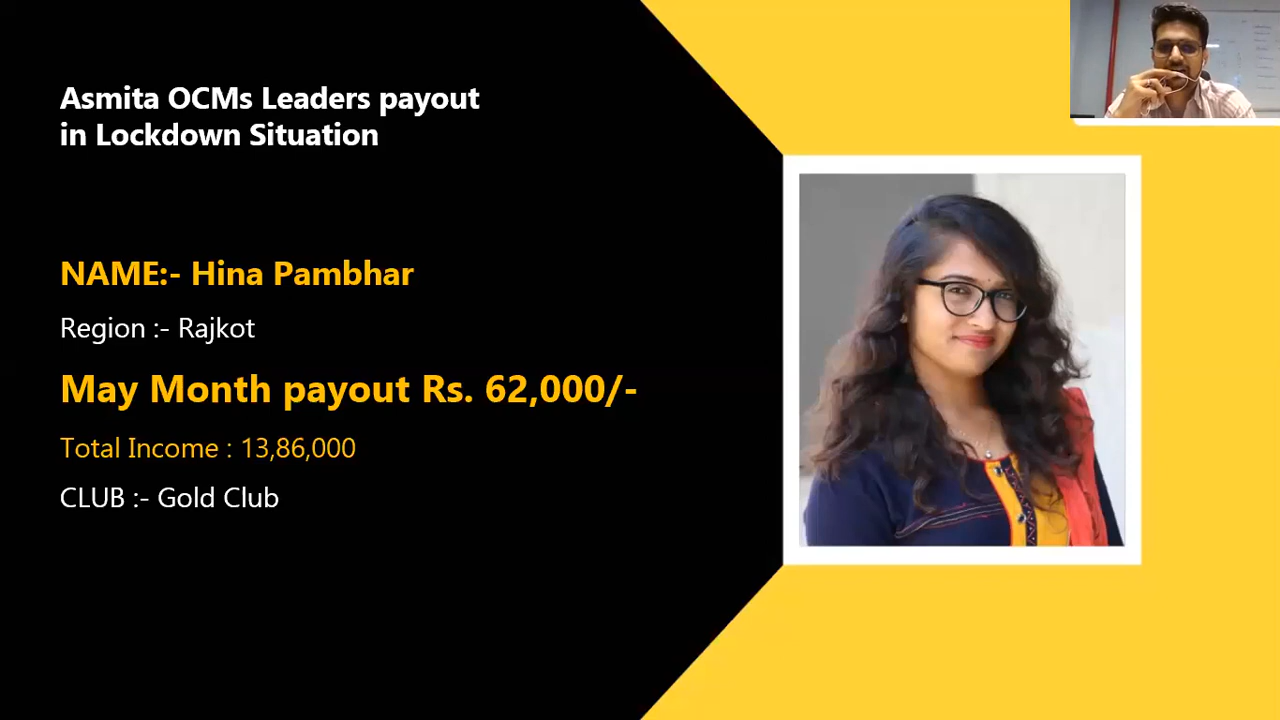 Asmita OCMs Leaders payout
in Lockdown Situation
NAME:- Hina Pambhar
Region :- Rajkot
May Month payout Rs. 62,000/-
Total Income : 13,86,000
CLUB :- Gold Club